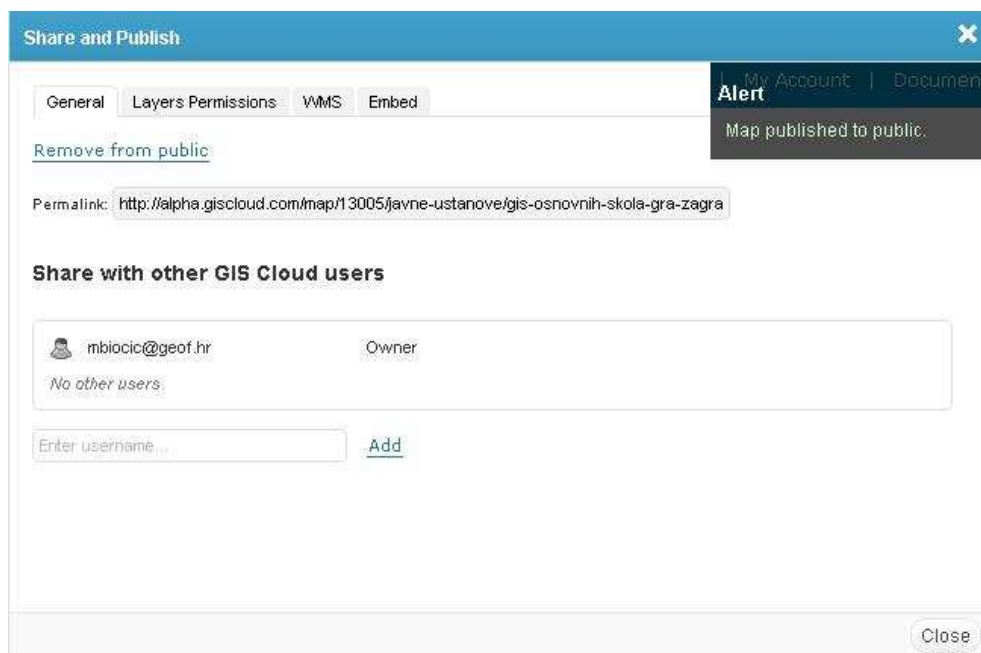 Share and Publish
| My Account | Documen
Alert
Map published to public.
General Layers Permissions WMS Embed
Remove from public
Permalink: http://alpha.giscloud.com/map/13005/javne-ustanove/gis-osnovnih-skola-gra-zagra
Share with other GIS Cloud users
mbiocic@geof.hr Owner
No other users
Enter username...
Add
Close